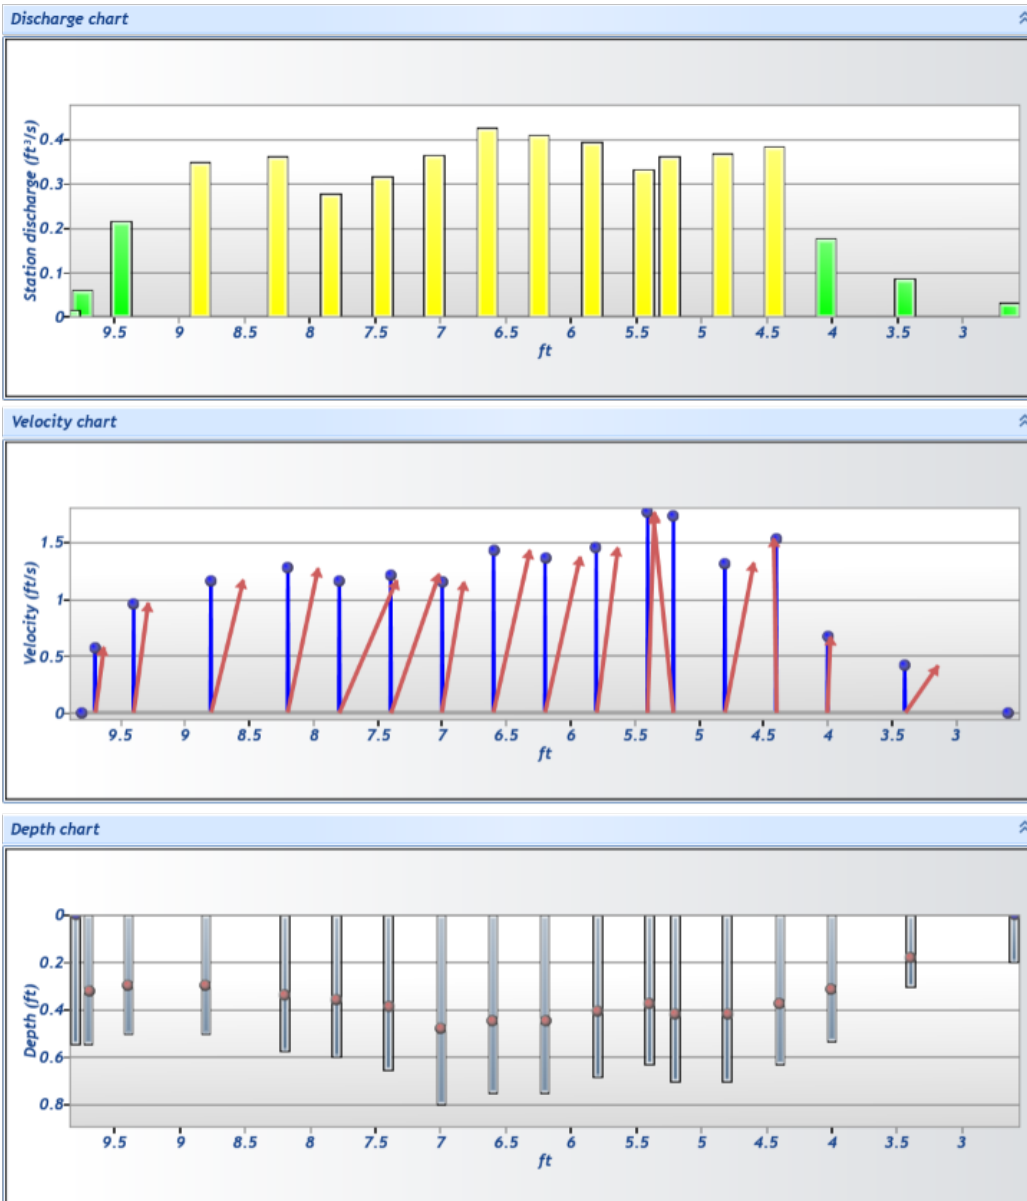 Discharge chart
Station discharge (ft³/s)
0.4
0.3
0.2
0.1
0
9.5 9 8.5 8 7.5 7 6.5 6 5.5 5 4.5 4 3.5 3
ft
Velocity chart
Velocity (ft/s)
1.5
1
0.5
0
9.5 9 8.5 8 7.5 7 6.5 6 5.5 5 4.5 4 3.5 3
ft
Depth chart
Depth (ft)
0
0.2
0.4
0.6
0.8
9.5 9 8.5 8 7.5 7 6.5 6 5.5 5 4.5 4 3.5 3
ft